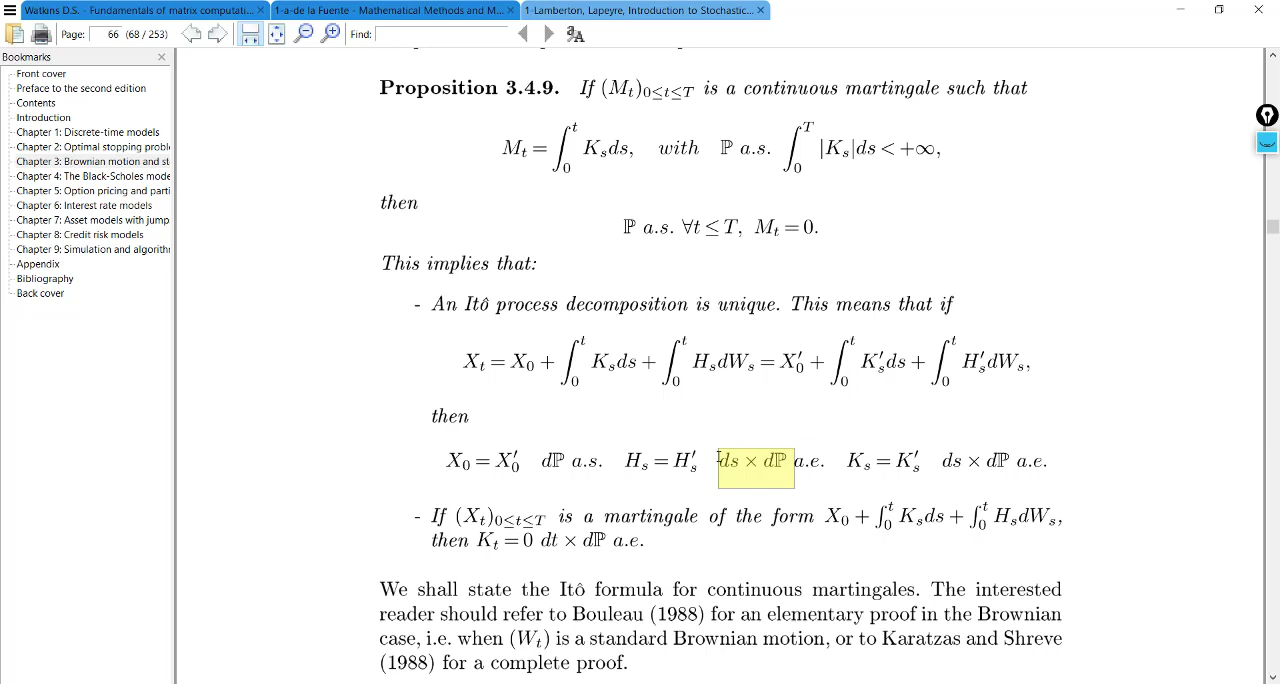 Watkins D.S. - Fundamentals of matrix computati... × 1-a-de la Fuente - Mathematical Methods and M... × 1-Lamberton, Lapeyre, Introduction to Stochastic... ×
Page: 66 (68 / 253) Find:
Bookmarks
Front cover
Preface to the second edition
Contents
Introduction
Chapter 1: Discrete-time models
Chapter 2: Optimal stopping probl
Chapter 3: Brownian motion and st
Chapter 4: The Black-Scholes mode
Chapter 5: Option pricing and parti
Chapter 6: Interest rate models
Chapter 7: Asset models with jump
Chapter 8: Credit risk models
Chapter 9: Simulation and algorith
Appendix
Bibliography
Back cover
Proposition 3.4.9. If (M_t)_{0≤t≤T} is a continuous martingale such that
M_t = ∫_0^t K_s ds, with ℙ a.s. ∫_0^T |K_s| ds < +∞,
then
ℙ a.s. ∀t ≤ T, M_t = 0.
This implies that:
- An Itô process decomposition is unique. This means that if
X_t = X_0 + ∫_0^t K_s ds + ∫_0^t H_s dW_s = X′_0 + ∫_0^t K′_s ds + ∫_0^t H′_s dW_s,
then
X_0 = X′_0 dℙ a.s. H_s = H′_s ds × dℙ a.e. K_s = K′_s ds × dℙ a.e.
- If (X_t)_{0≤t≤T} is a martingale of the form X_0 + ∫_0^t K_s ds + ∫_0^t H_s dW_s,
then K_t = 0 dt × dℙ a.e.
We shall state the Itô formula for continuous martingales. The interested
reader should refer to Bouleau (1988) for an elementary proof in the Brownian
case, i.e. when (W_t) is a standard Brownian motion, or to Karatzas and Shreve
(1988) for a complete proof.